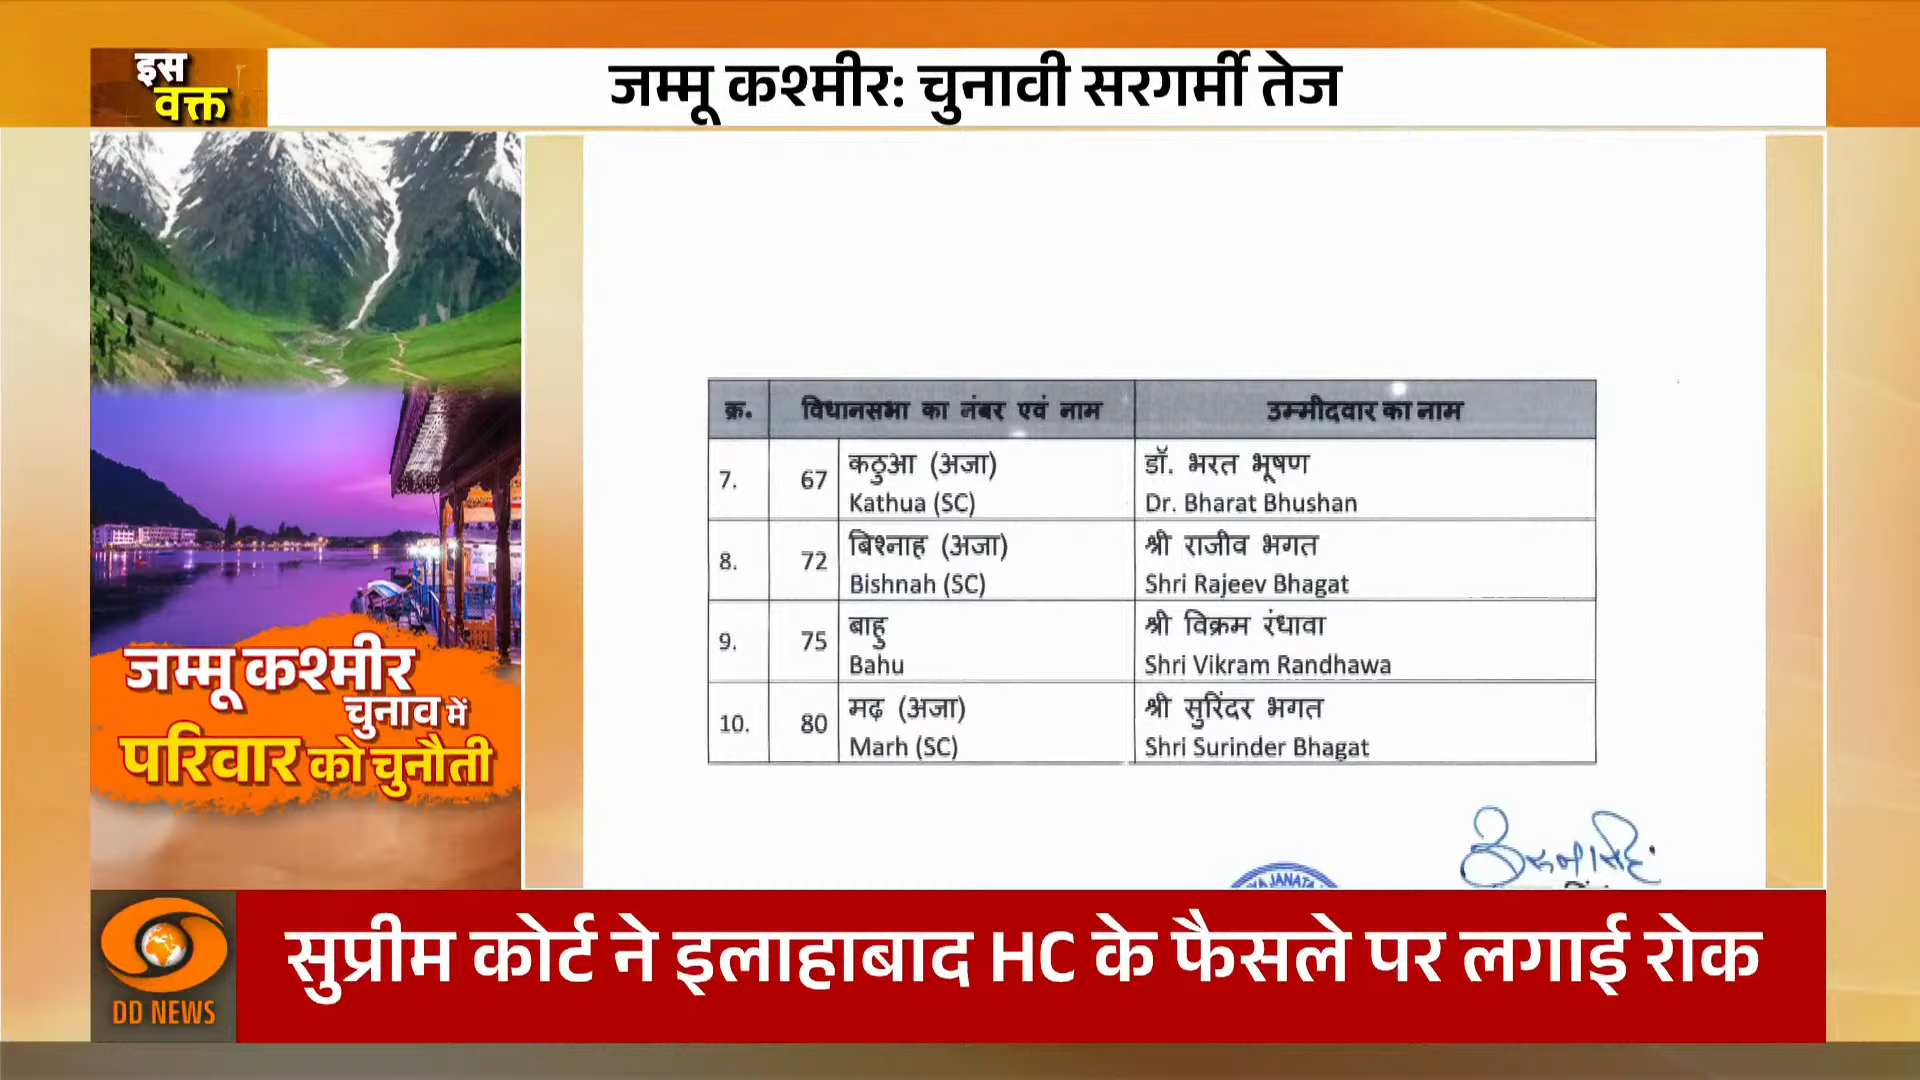 इस
वक्त
जम्मू कश्मीर: चुनावी सरगर्मी तेज
क्र. विधानसभा का नंबर एवं नाम उम्मीदवार का नाम
7. 67 कठुआ (अजा) डॉ. भरत भूषण
Kathua (SC) Dr. Bharat Bhushan
8. 72 बिश्नाह (अजा) श्री राजीव भगत
Bishnah (SC) Shri Rajeev Bhagat
9. 75 बाहु श्री विक्रम रंधावा
Bahu Shri Vikram Randhawa
10. 80 मढ़ (अजा) श्री सुरिंदर भगत
Marh (SC) Shri Surinder Bhagat
JANATA
जम्मू कश्मीर
चुनाव में
परिवार को चुनौती
DD NEWS
सुप्रीम कोर्ट ने इलाहाबाद HC के फैसले पर लगाई रोक